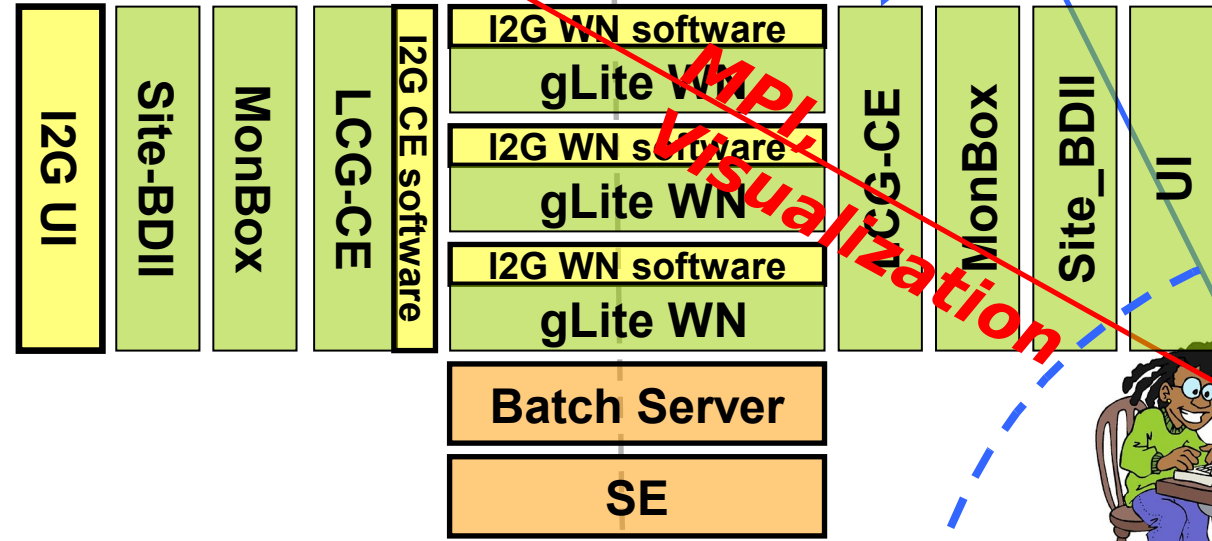 I2G UI
Site-BDII
MonBox
LCG-CE
I2G CE software
I2G WN software
gLite WN
I2G WN software
gLite WN
I2G WN software
gLite WN
Batch Server
SE
MPI,
Visualization
LCG-CE
MonBox
Site_BDII
UI